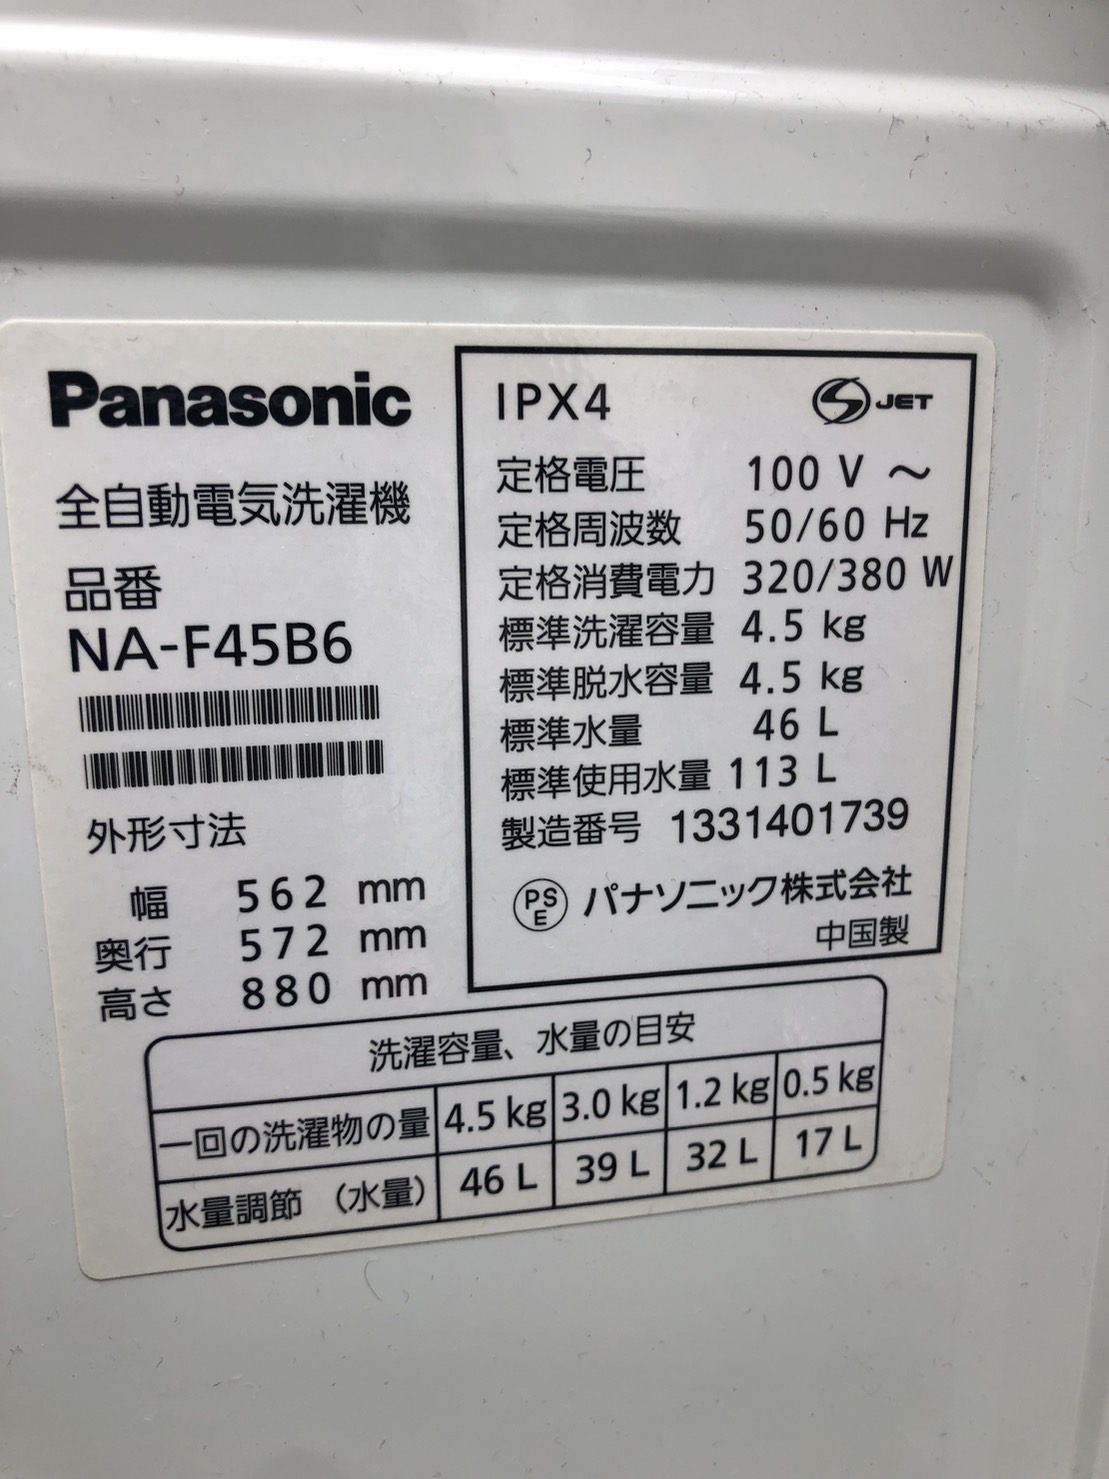 Panasonic
全自動電気洗濯機
品番
NA-F45B6
外形寸法
幅 562 mm
奥行 572 mm
高さ 880 mm
IPX4
S JET
定格電圧 100 V ～
定格周波数 50/60 Hz
定格消費電力 320/380 W
標準洗濯容量 4.5 kg
標準脱水容量 4.5 kg
標準水量 46 L
標準使用水量 113 L
製造番号 1331401739
PS E パナソニック株式会社
中国製
洗濯容量、水量の目安
一回の洗濯物の量 4.5 kg 3.0 kg 1.2 kg 0.5 kg
水量調節 （水量） 46 L 39 L 32 L 17 L